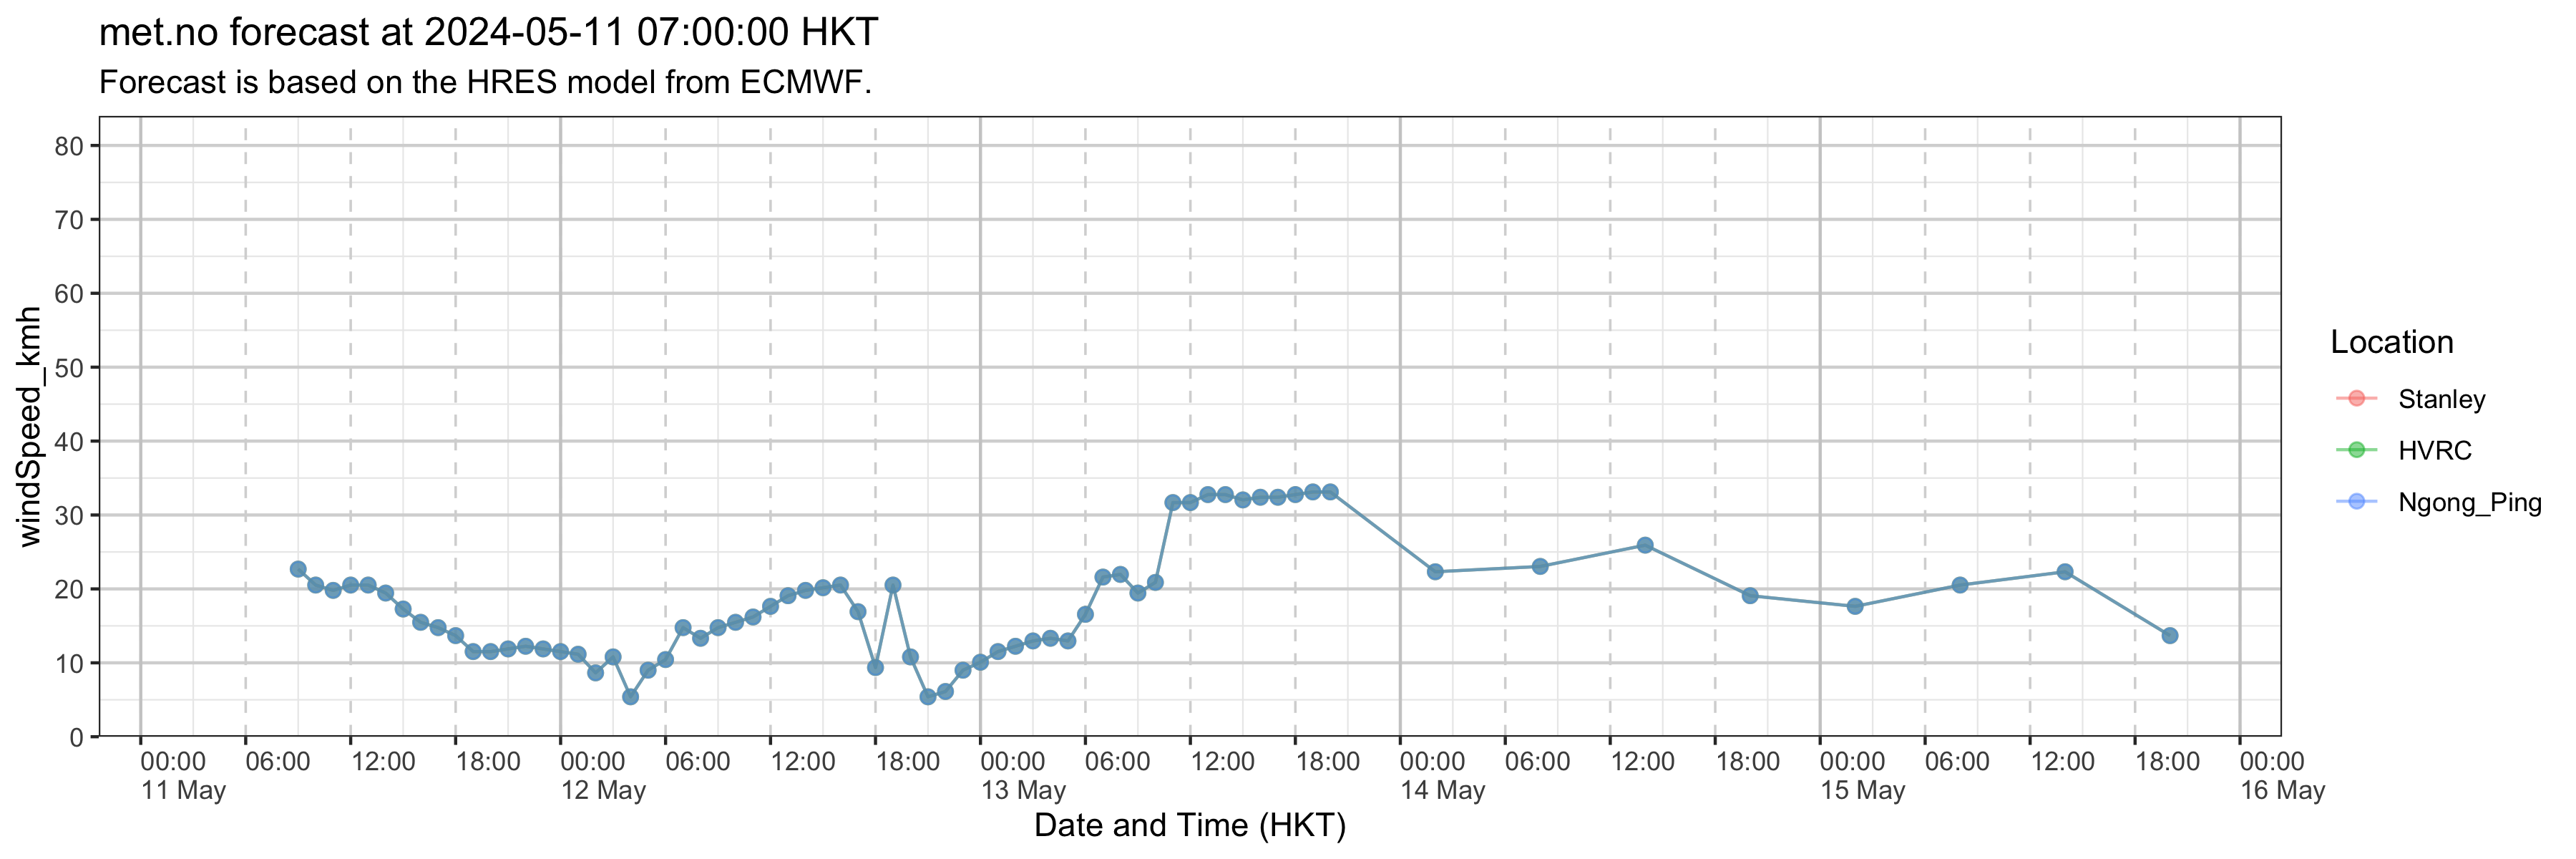 met.no forecast at 2024-05-11 07:00:00 HKT
Forecast is based on the HRES model from ECMWF.
windSpeed_kmh
80
70
60
50
40
30
20
10
0
00:00 06:00 12:00 18:00 00:00 06:00 12:00 18:00 00:00 06:00 12:00 18:00 00:00 06:00 12:00 18:00 00:00 06:00 12:00 18:00 00:00
11 May 12 May 13 May 14 May 15 May 16 May
Date and Time (HKT)
Location
Stanley
HVRC
Ngong_Ping